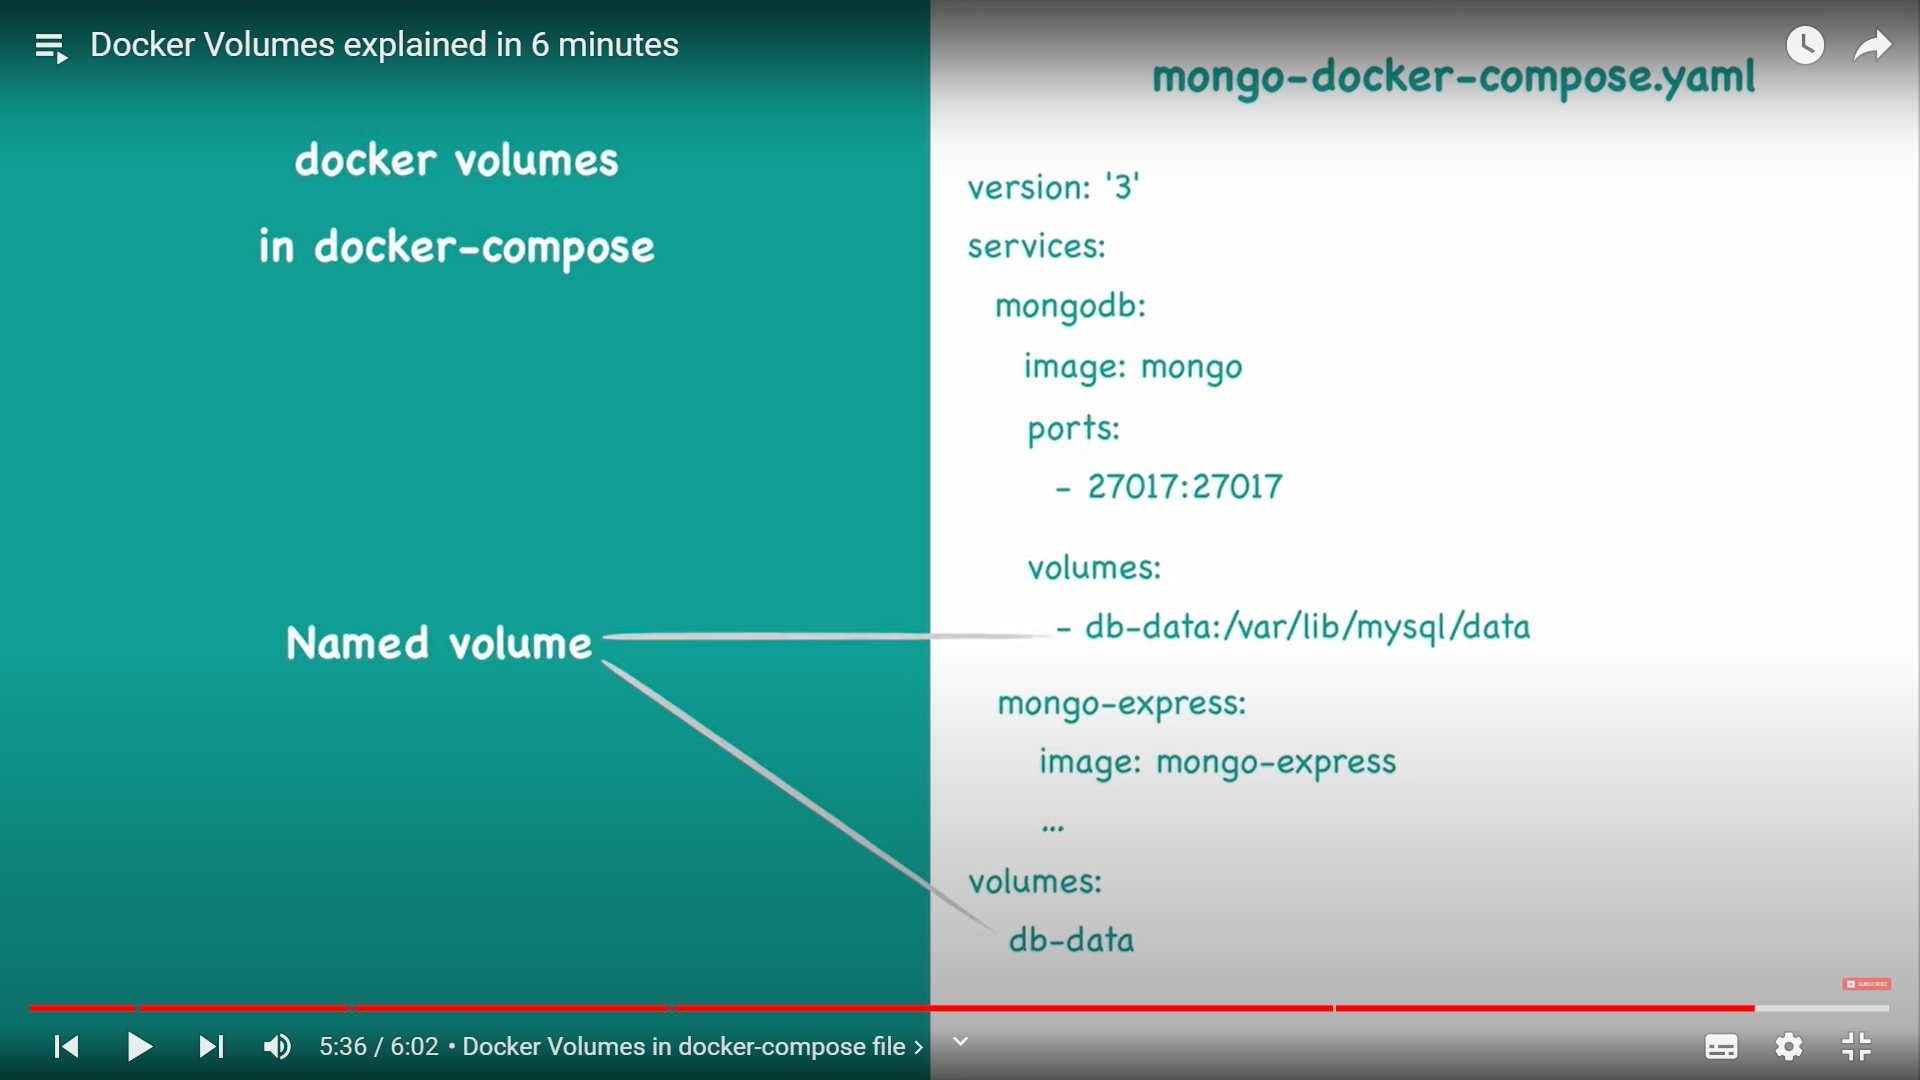 Docker Volumes explained in 6 minutes
docker volumes
in docker-compose
Named volume
mongo-docker-compose.yaml
version: '3'
services:
mongodb:
image: mongo
ports:
- 27017:27017
volumes:
- db-data:/var/lib/mysql/data
mongo-express:
image: mongo-express
...
volumes:
db-data
SUBSCRIBE
5:36 / 6:02 • Docker Volumes in docker-compose file